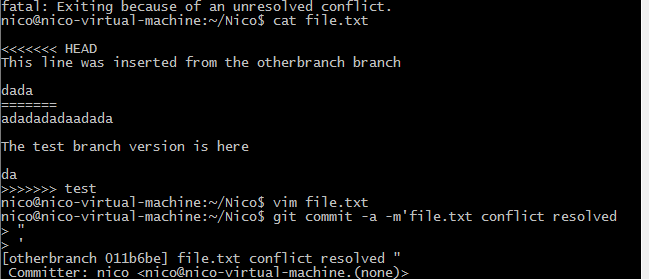 fatal: Exiting because of an unresolved conflict.
nico@nico-virtual-machine:~/Nico$ cat file.txt
<<<<<<< HEAD
This line was inserted from the otherbranch branch
dada
=======
adadadadaadada
The test branch version is here
da
>>>>>>> test
nico@nico-virtual-machine:~/Nico$ vim file.txt
nico@nico-virtual-machine:~/Nico$ git commit -a -m'file.txt conflict resolved
> "
> '
[otherbranch 011b6be] file.txt conflict resolved "
 Committer: nico <nico@nico-virtual-machine.(none)>